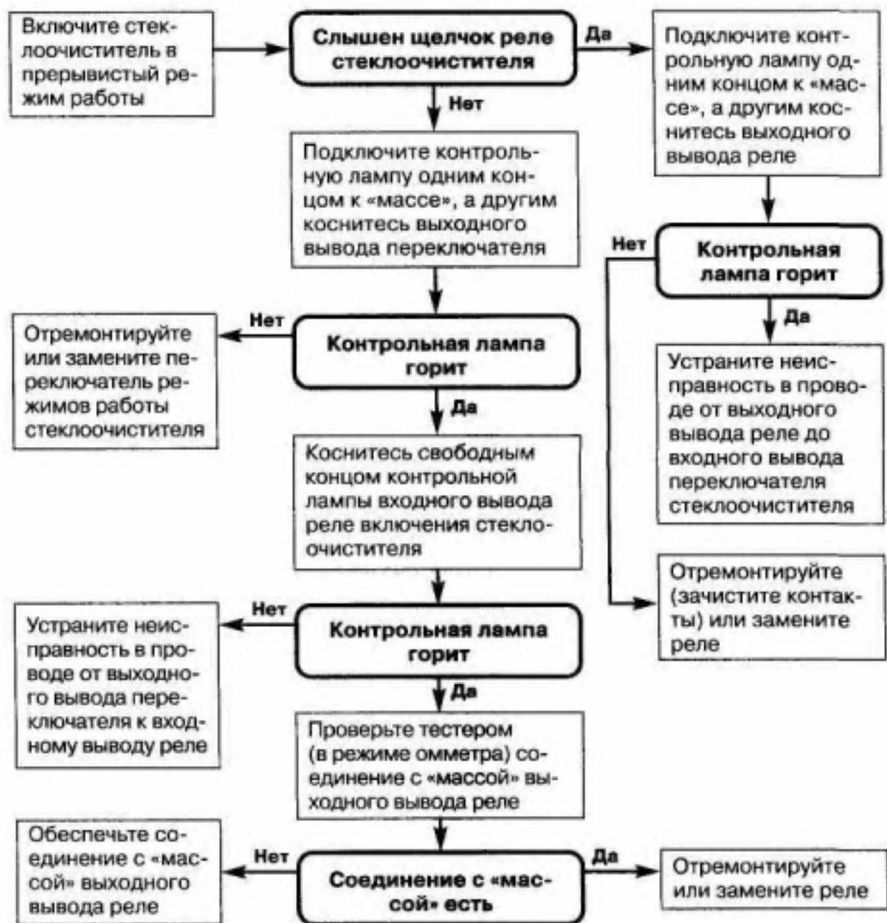 Включите стек-
лоочиститель в
прерывистый ре-
жим работы
Слышен щелчок реле
стеклоочистителя
Да
Подключите конт-
рольную лампу од-
ним концом к «мас-
се», а другим кос-
нитесь выходного
вывода реле
Нет
Подключите контроль-
ную лампу одним кон-
цом к «массе», а другим
коснитесь выходного
вывода переключателя
Нет
Контрольная
лампа горит
Да
Устраните неис-
правность в прово-
де от выходного
вывода реле до
входного вывода
переключателя
стеклоочистителя
Отремонтируйте
(зачистите контак-
ты) или замените
реле
Контрольная лампа
горит
Нет
Отремонтируйте
или замените пе-
реключатель ре-
жимов работы
стеклоочистителя
Да
Коснитесь свободным
концом контрольной
лампы входного вывода
реле включения стекло-
очистителя
Контрольная лампа
горит
Нет
Устраните неис-
правность в про-
воде от выходно-
го вывода пере-
ключателя к вход-
ному выводу реле
Да
Проверьте тестером
(в режиме омметра) со-
единение с «массой» вы-
ходного вывода реле
Соединение с «мас-
сой» есть
Нет
Обеспечьте со-
единение с «мас-
сой» выходного
вывода реле
Да
Отремонтируйте
или замените реле